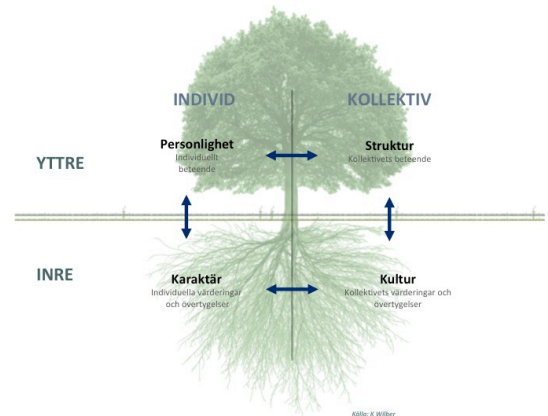 INDIVID
KOLLEKTIV
YTTRE
Personlighet
Individuellt
beteende
Struktur
Kollektivets beteende
INRE
Karaktär
Individuella värderingar
och övertygelser
Kultur
Kollektivets värderingar och
övertygelser
Källa: K Wilber